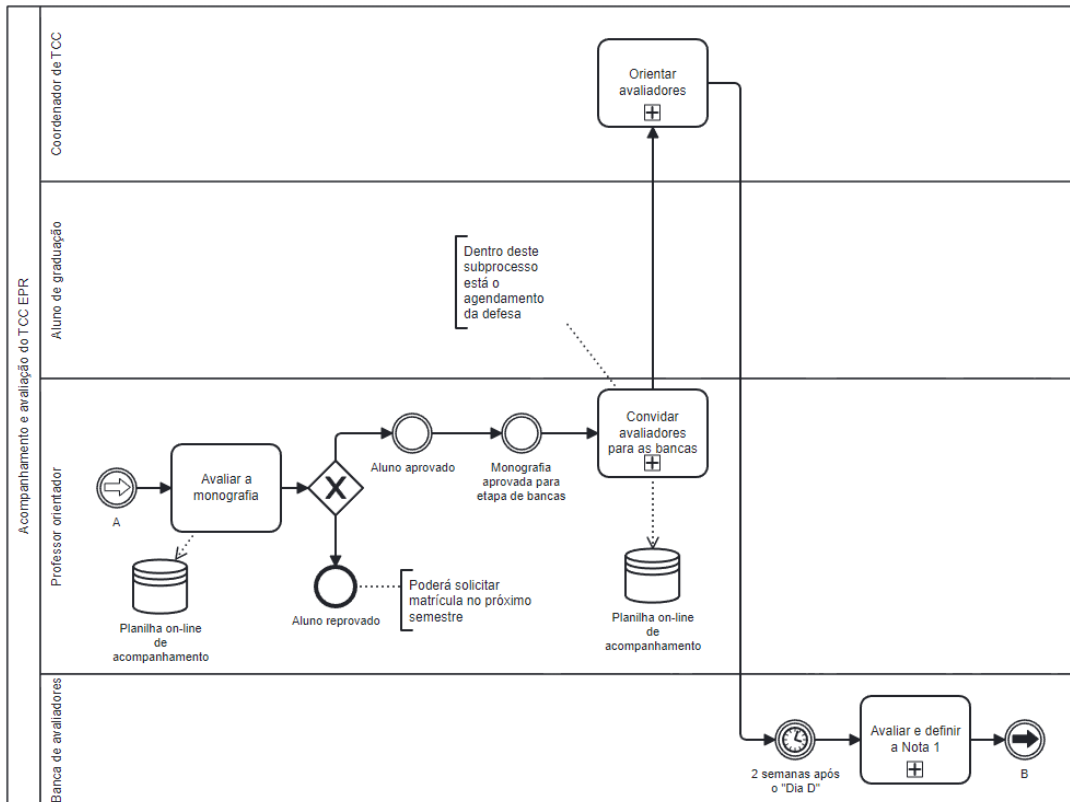 Acompanhamento e avaliação do TCC EPR
Coordenador de TCC
Orientar
avaliadores
Aluno de graduação
Dentro deste
subprocesso
está o
agendamento
da defesa
Professor orientador
A
Avaliar a
monografia
Planilha on-line
de
acompanhamento
X
Aluno aprovado
Monografia
aprovada para
etapa de bancas
Convidar
avaliadores
para as bancas
Aluno reprovado
Poderá solicitar
matrícula no próximo
semestre
Planilha on-line
de
acompanhamento
Banca de avaliadores
2 semanas após
o "Dia D"
Avaliar e definir
a Nota 1
B